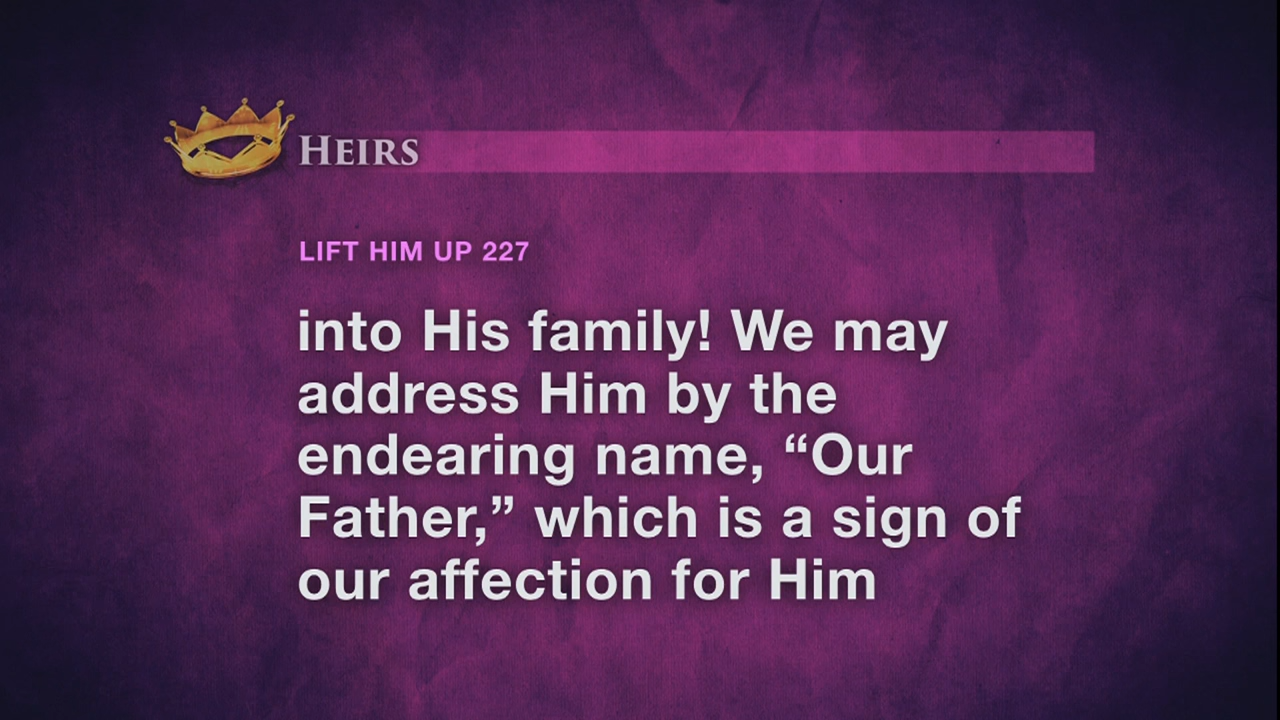 Heirs
LIFT HIM UP 227
into His family! We may
address Him by the
endearing name, “Our
Father,” which is a sign of
our affection for Him